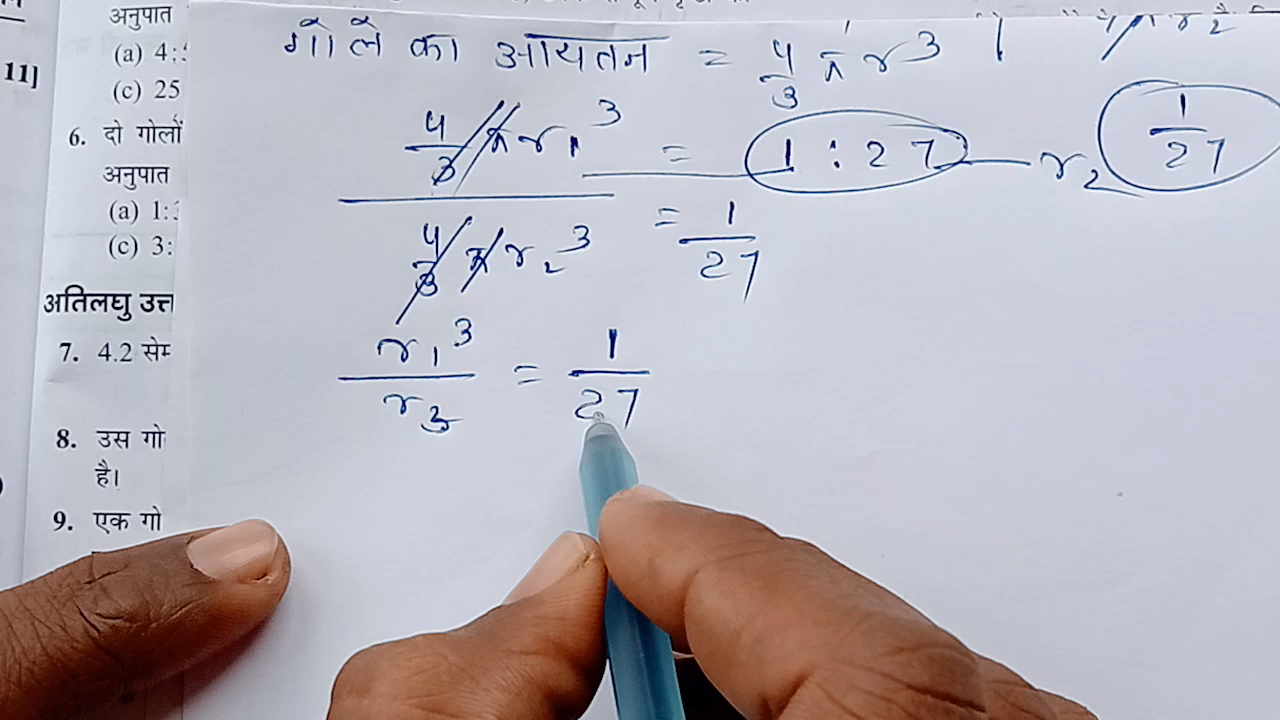 अनुपात
(a) 4:5
11]
(c) 25
6. दो गोलों
अनुपात
(a) 1:3
(c) 3:
अतिलघु उत्त
7. 4.2 सेम
8. उस गो
है।
9. एक गो
गोले का आयतन = 4/3 π r³
4/3 π r₁³ / 4/3 π r₂³ = 1 : 27 r₂ 1/27
= 1/27
r₁³ / r₃ = 1/27